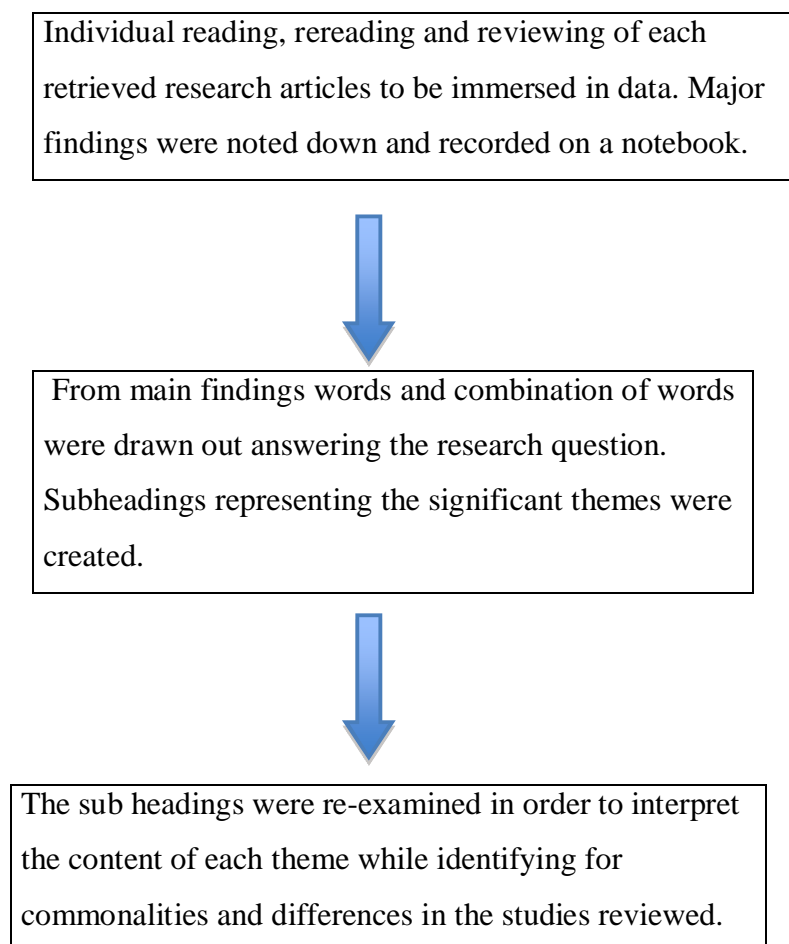 Individual reading, rereading and reviewing of each
retrieved research articles to be immersed in data. Major
findings were noted down and recorded on a notebook.
From main findings words and combination of words
were drawn out answering the research question.
Subheadings representing the significant themes were
created.
The sub headings were re-examined in order to interpret
the content of each theme while identifying for
commonalities and differences in the studies reviewed.